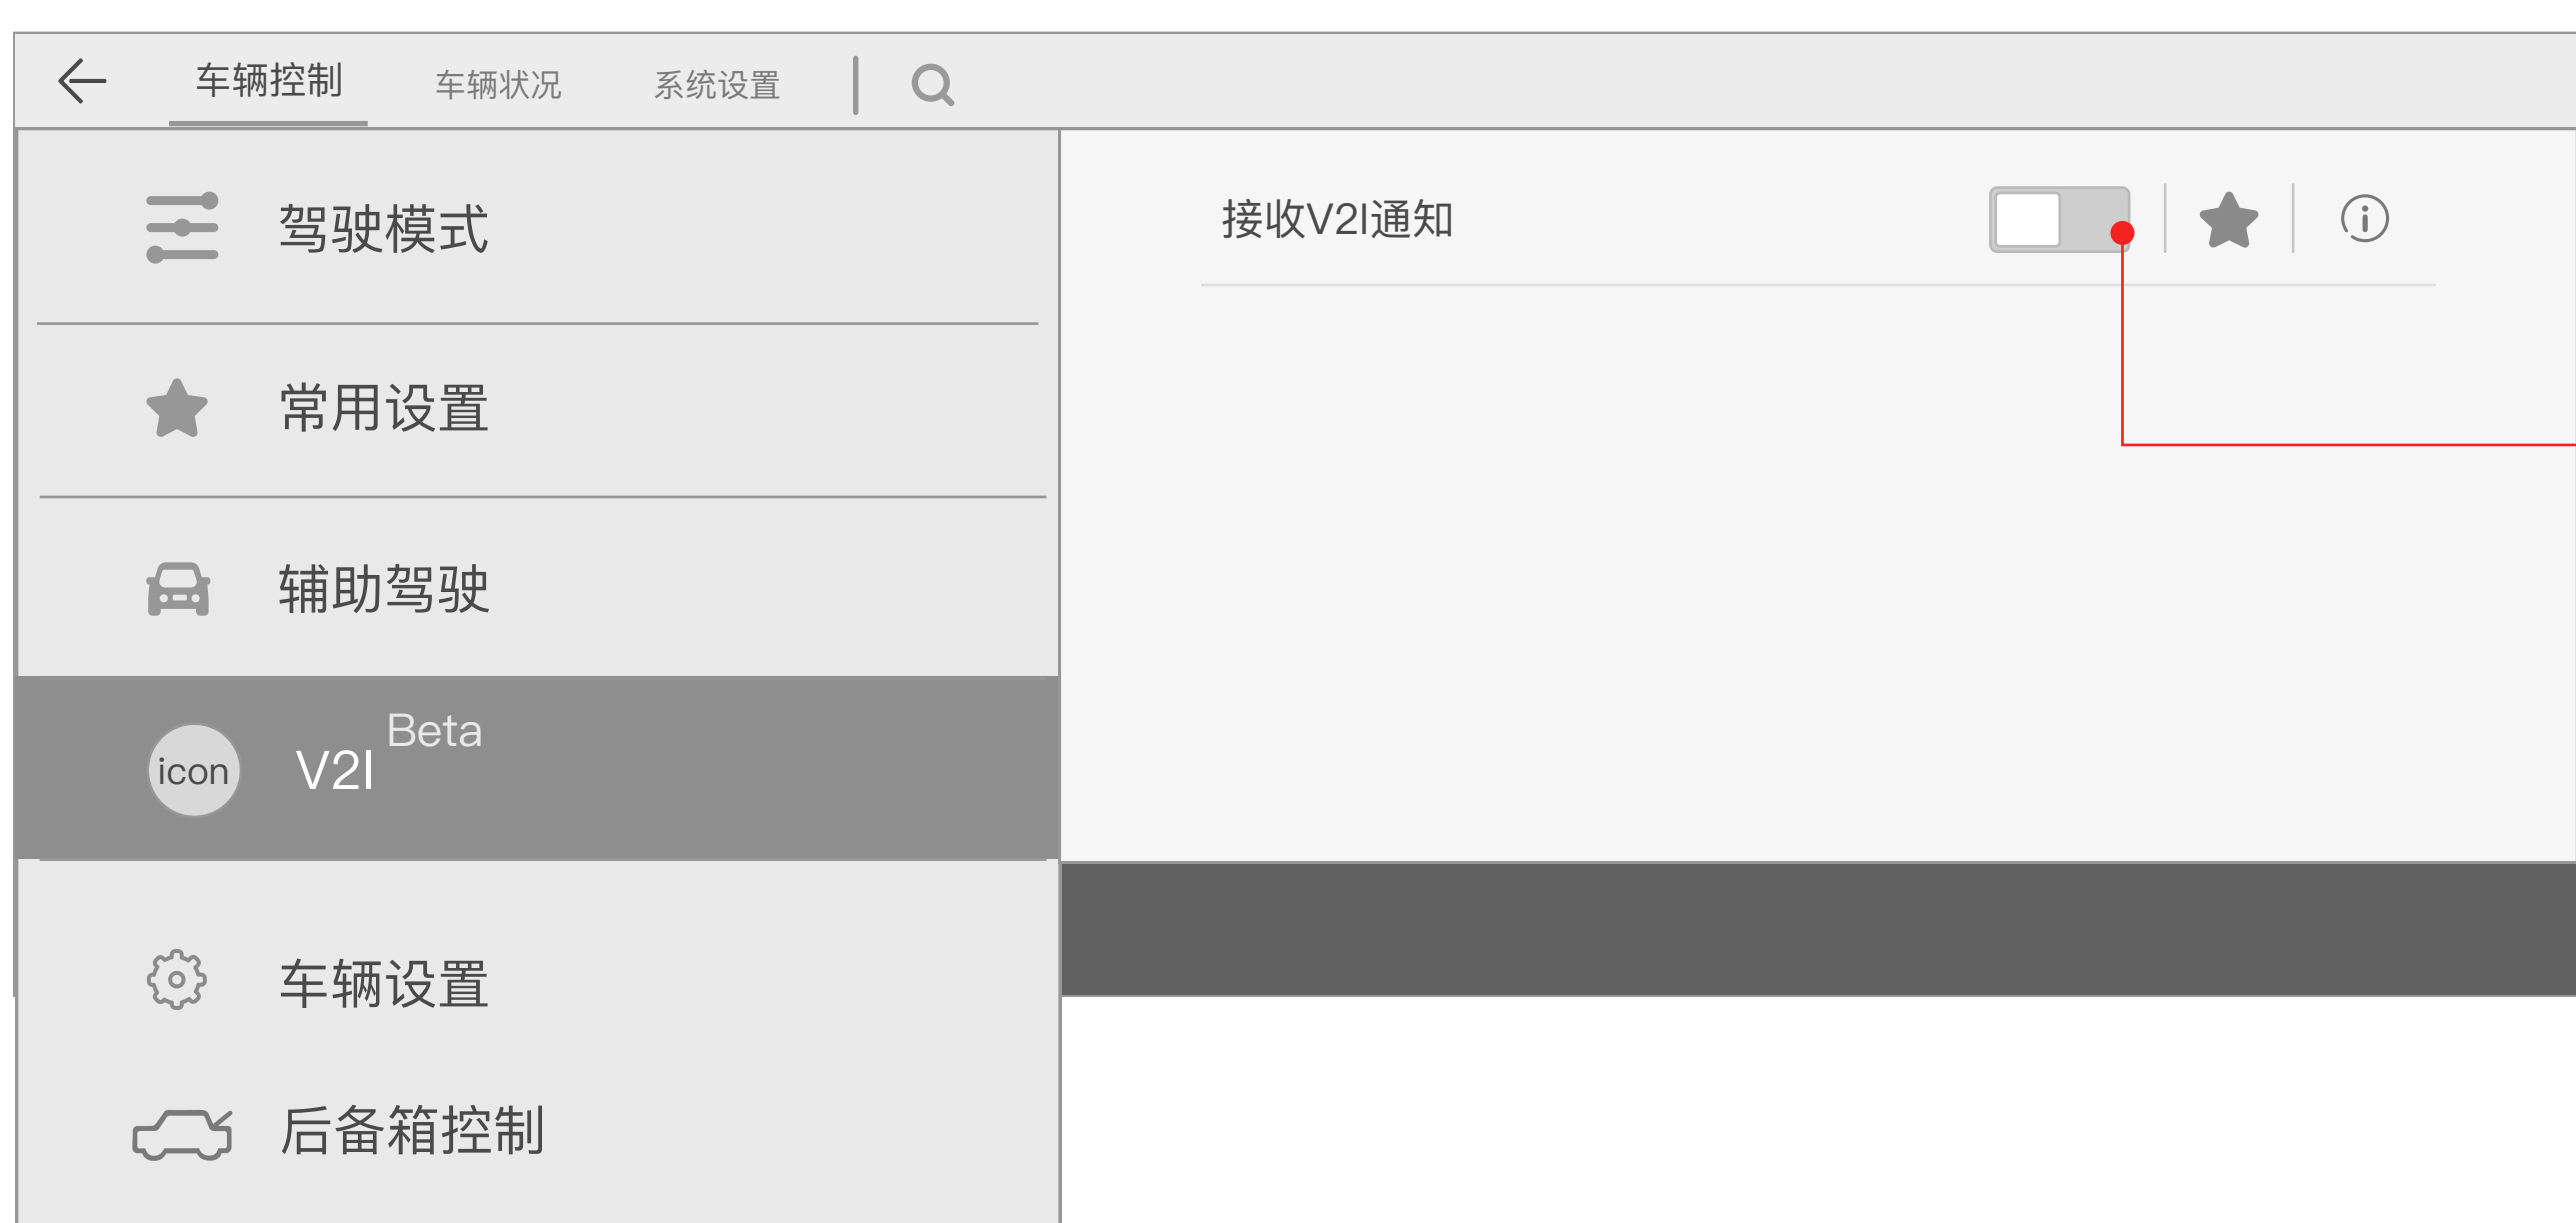 车辆控制
车辆状况
系统设置
驾驶模式
接收V2I通知
常用设置
辅助驾驶
icon
V2I Beta
车辆设置
后备箱控制